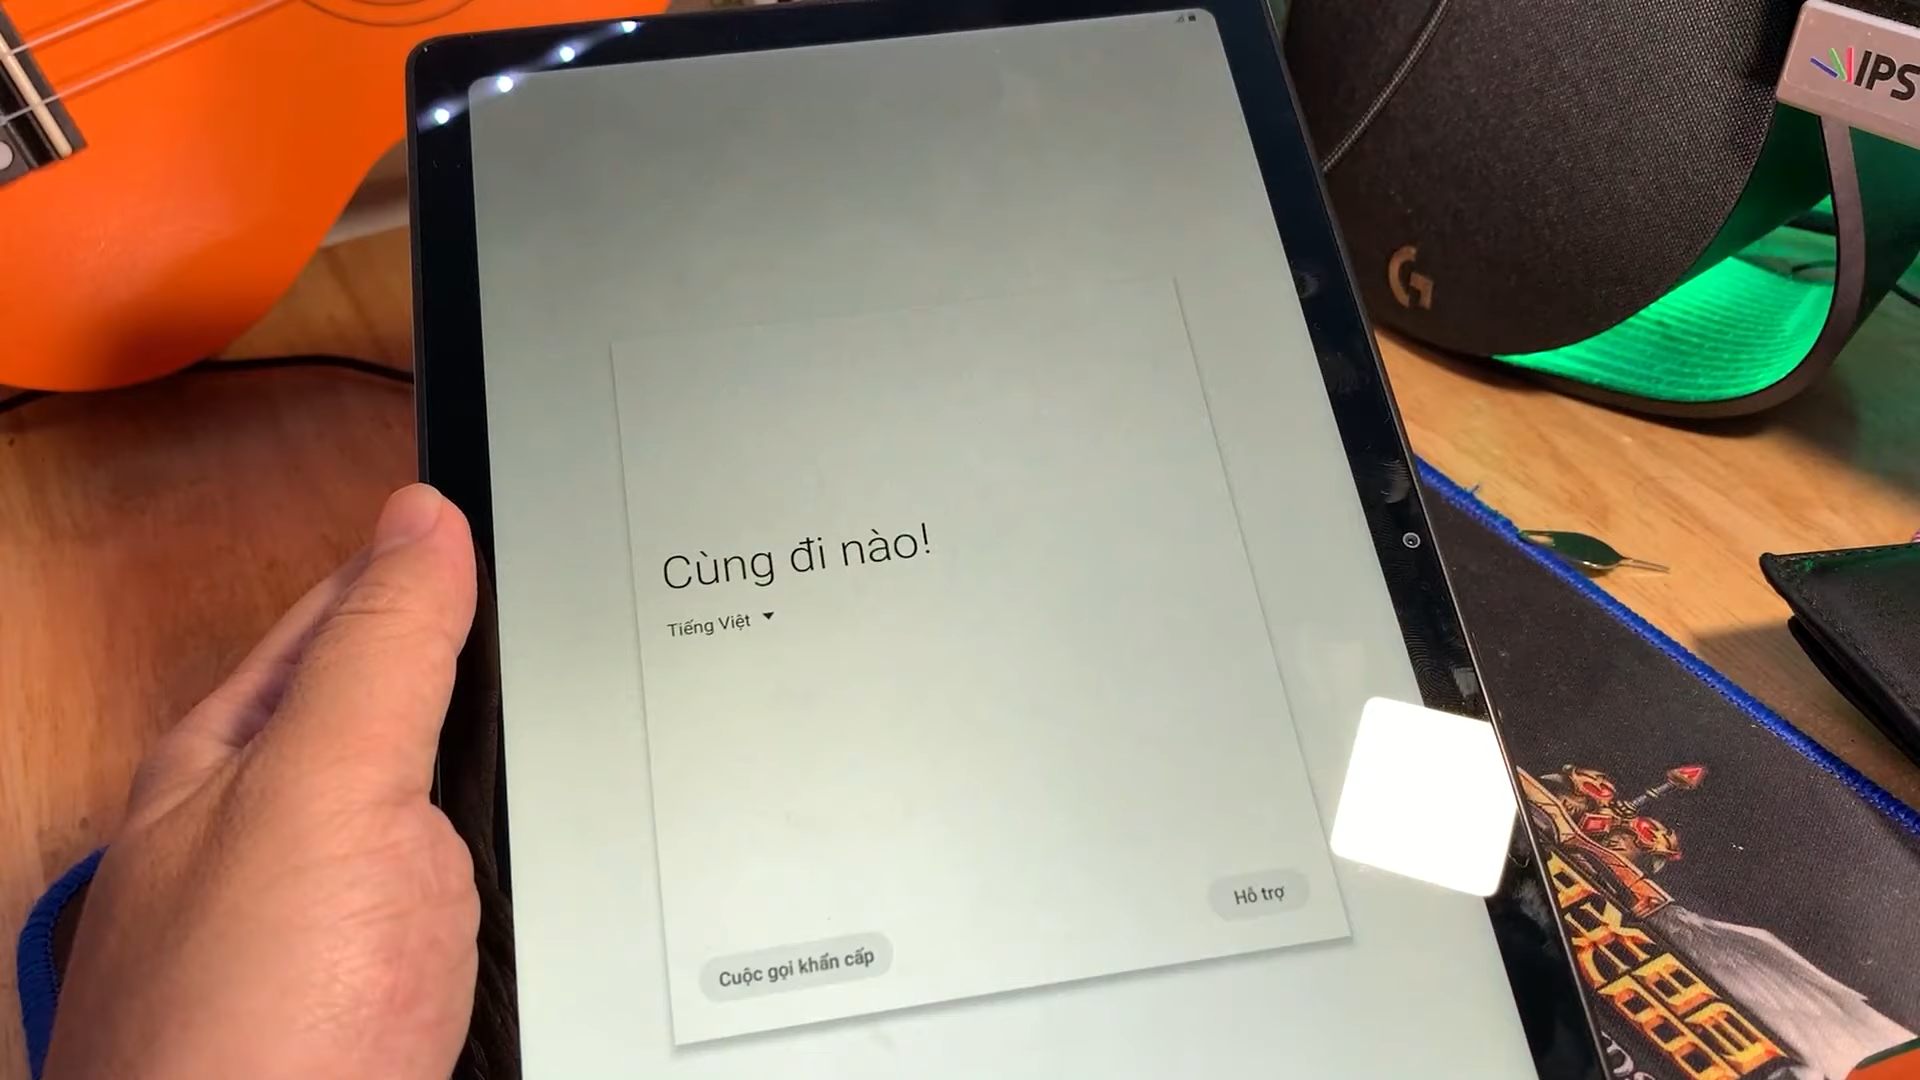 IPS
G
Cùng đi nào!
Tiếng Việt
Hỗ trợ
Cuộc gọi khẩn cấp